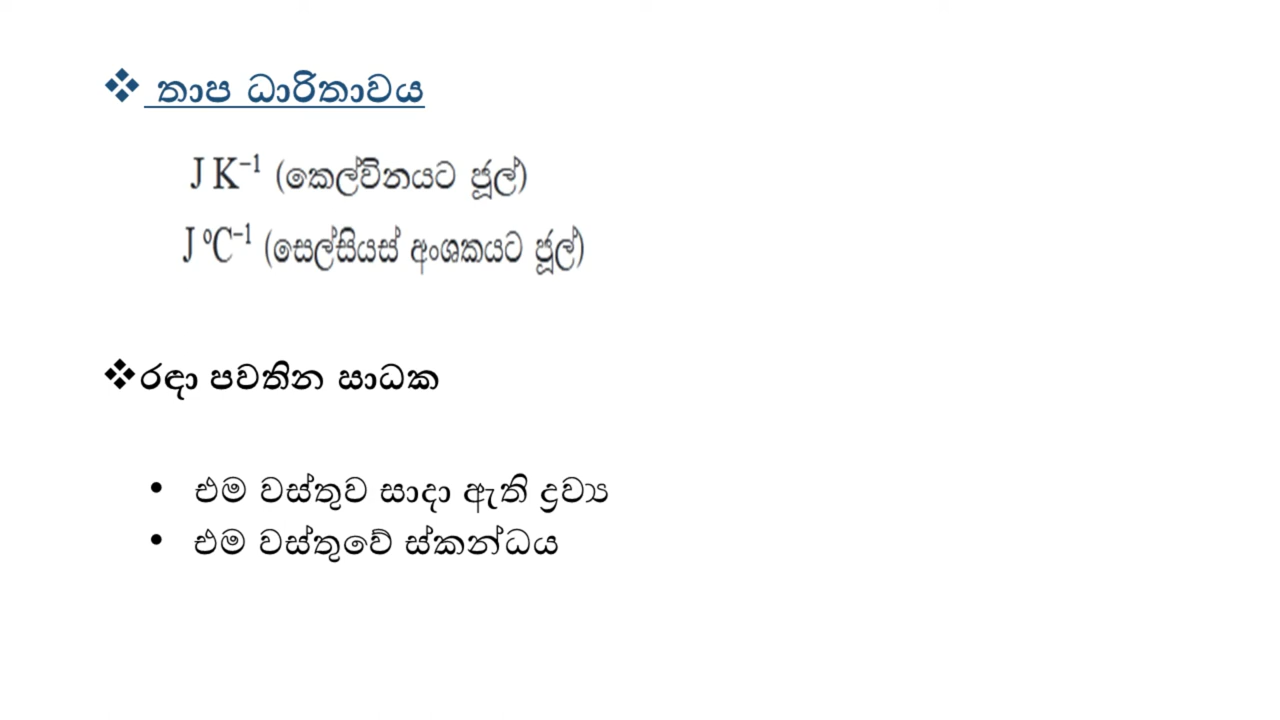 ❖ තාප ධාරිතාවය
J K⁻¹ (කෙල්විනයට ජූල්)
J ⁰C⁻¹ (සෙල්සියස් අංශකයට ජූල්)
❖රඳා පවතින සාධක
• එම වස්තුව සාදා ඇති ද්‍රව්‍ය
• එම වස්තුවේ ස්කන්ධය